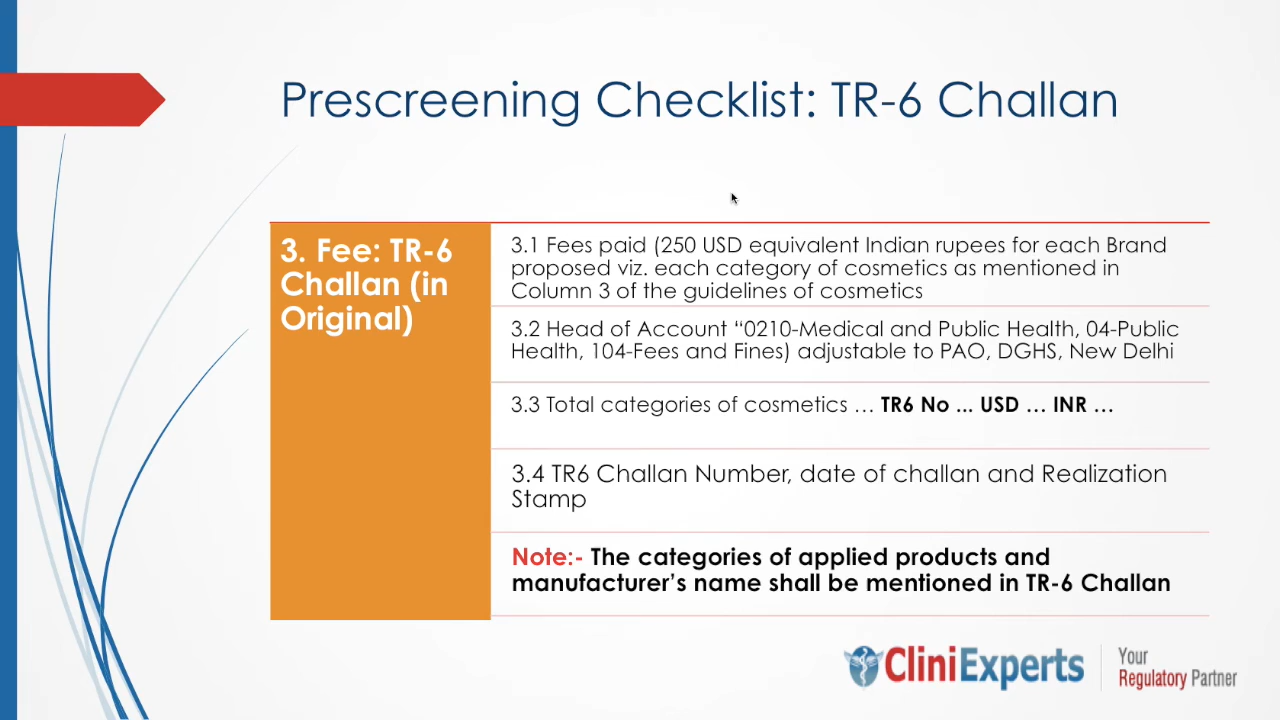 Prescreening Checklist: TR-6 Challan
3. Fee: TR-6
Challan (in
Original)
3.1 Fees paid (250 USD equivalent Indian rupees for each Brand
proposed viz. each category of cosmetics as mentioned in
Column 3 of the guidelines of cosmetics
3.2 Head of Account “0210-Medical and Public Health, 04-Public
Health, 104-Fees and Fines) adjustable to PAO, DGHS, New Delhi
3.3 Total categories of cosmetics … TR6 No ... USD … INR …
3.4 TR6 Challan Number, date of challan and Realization
Stamp
Note:- The categories of applied products and
manufacturer’s name shall be mentioned in TR-6 Challan
CliniExperts
Your
Regulatory Partner